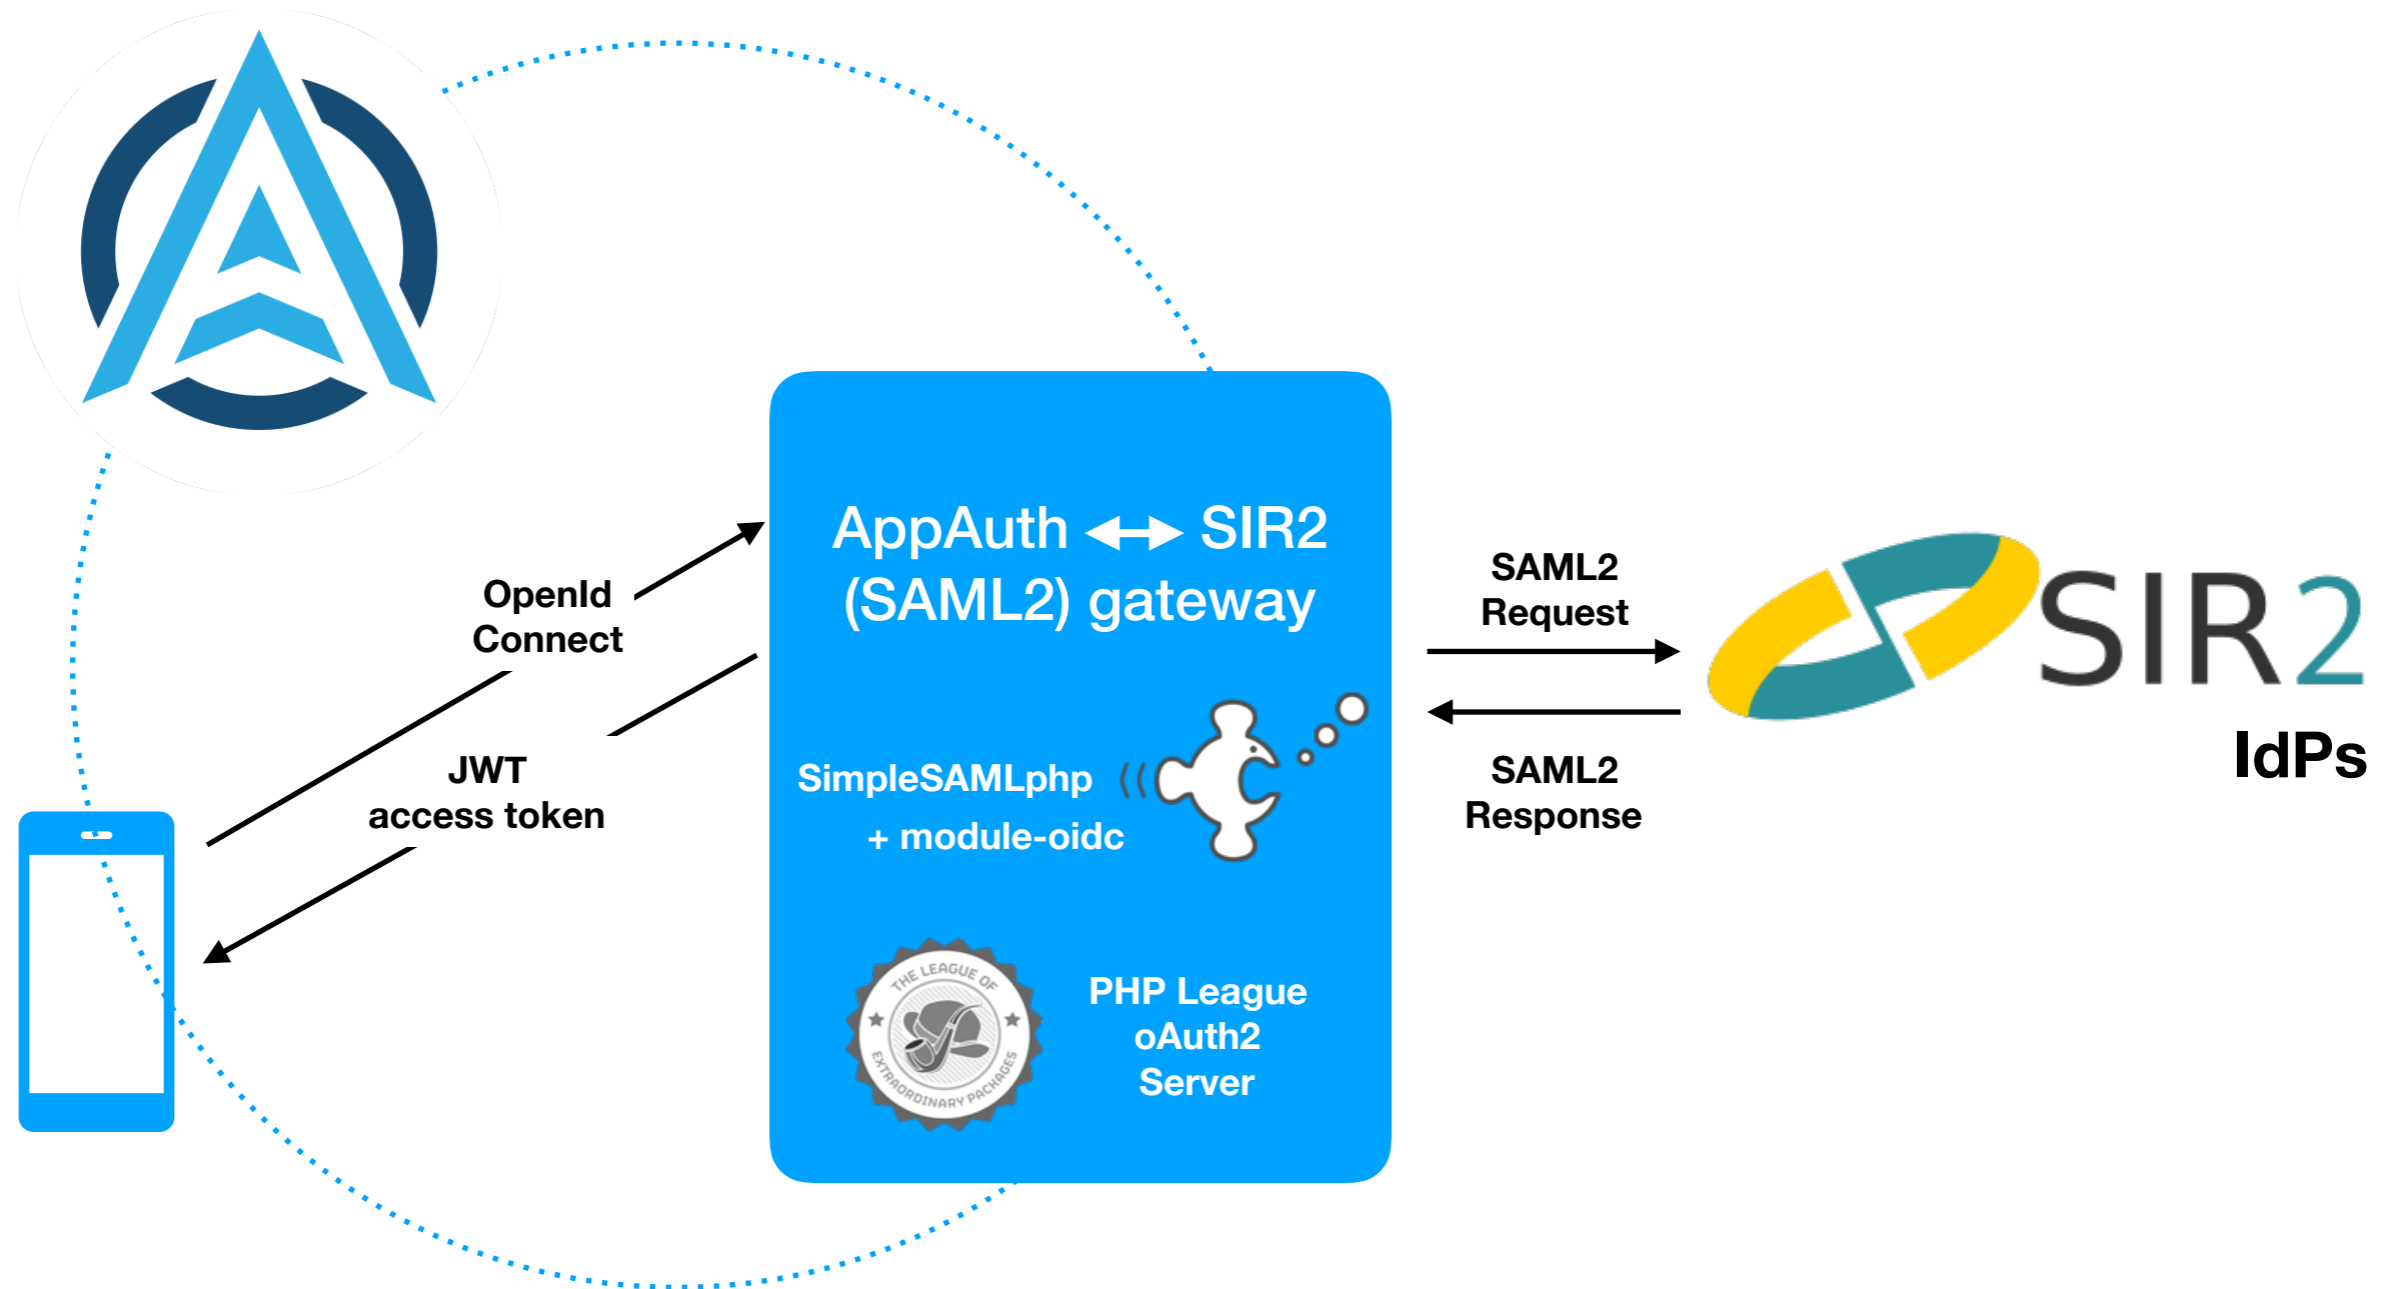 AppAuth SIR2
(SAML2) gateway
OpenId
Connect
JWT
access token
SimpleSAMLphp
+ module-oidc
THE LEAGUE OF
EXTRAORDINARY PACKAGES
PHP League
oAuth2
Server
SAML2
Request
SAML2
Response
SIR2
IdPs